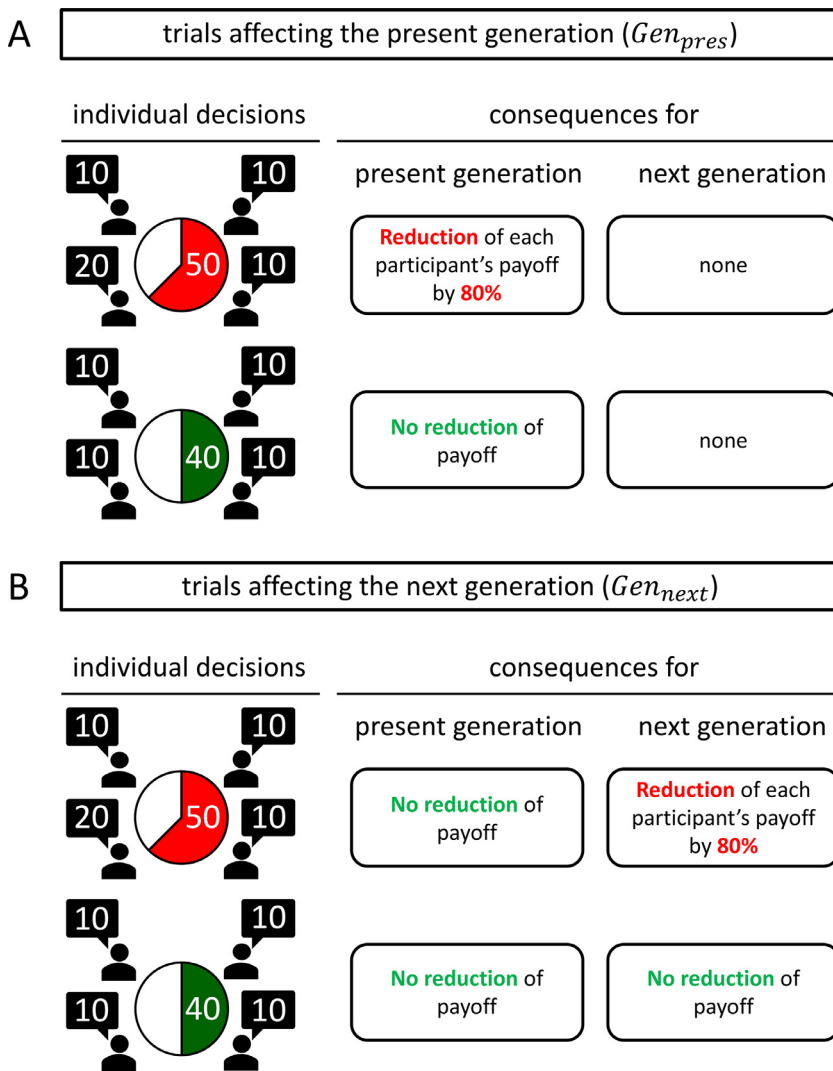 A
trials affecting the present generation (Gen_pres)
individual decisions
consequences for
present generation
next generation
10
10
20
50
10
Reduction of each
participant's payoff
by 80%
none
10
10
10
40
10
No reduction of
payoff
none
B
trials affecting the next generation (Gen_next)
individual decisions
consequences for
present generation
next generation
10
10
20
50
10
No reduction of
payoff
Reduction of each
participant's payoff
by 80%
10
10
10
40
10
No reduction of
payoff
No reduction of
payoff